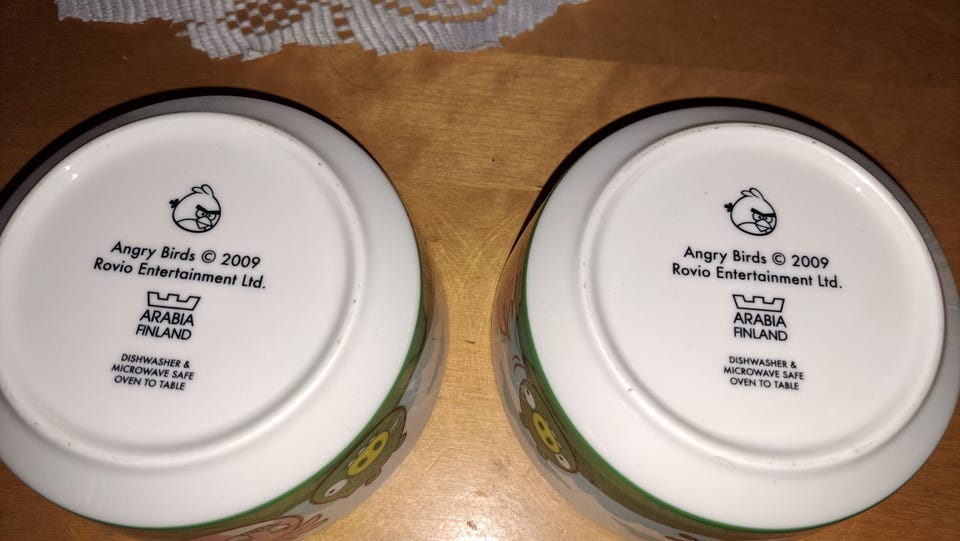 Angry Birds © 2009
Rovio Entertainment Ltd.
ARABIA
FINLAND
DISHWASHER &
MICROWAVE SAFE
OVEN TO TABLE
Angry Birds © 2009
Rovio Entertainment Ltd.
ARABIA
FINLAND
DISHWASHER &
MICROWAVE SAFE
OVEN TO TABLE